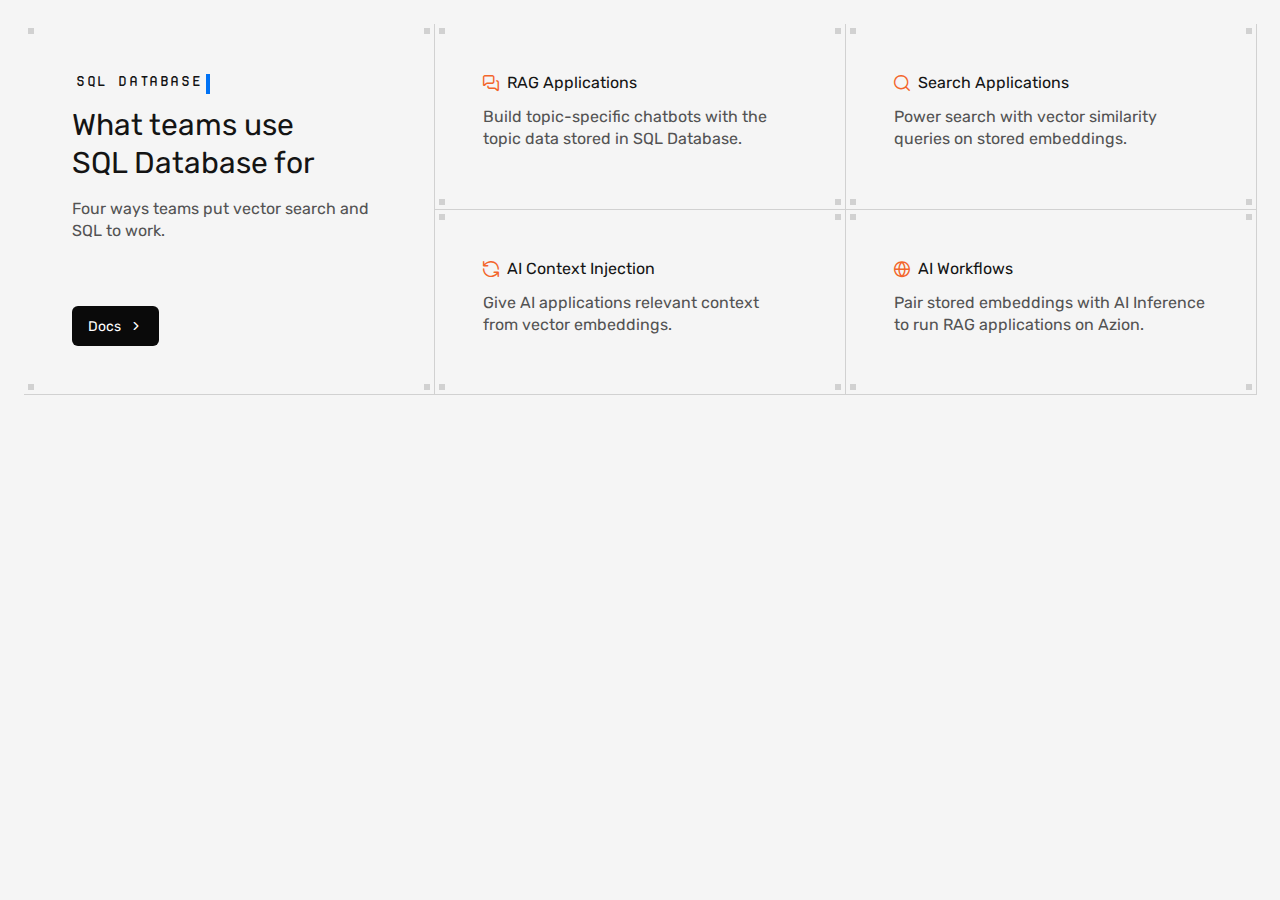 SQL DATABASE
What teams use
SQL Database for
Four ways teams put vector search and
SQL to work.
Docs
RAG Applications
Build topic-specific chatbots with the
topic data stored in SQL Database.
Search Applications
Power search with vector similarity
queries on stored embeddings.
AI Context Injection
Give AI applications relevant context
from vector embeddings.
AI Workflows
Pair stored embeddings with AI Inference
to run RAG applications on Azion.